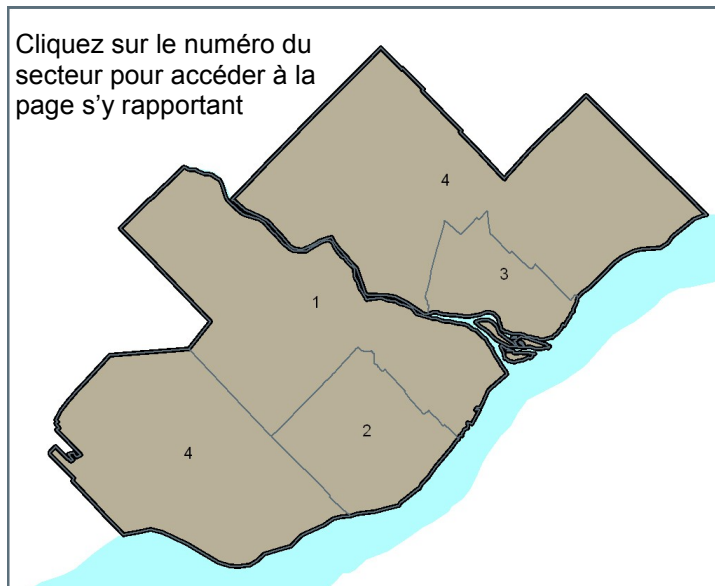 Cliquez sur le numéro du
secteur pour accéder à la
page s’y rapportant
4
3
1
2
4